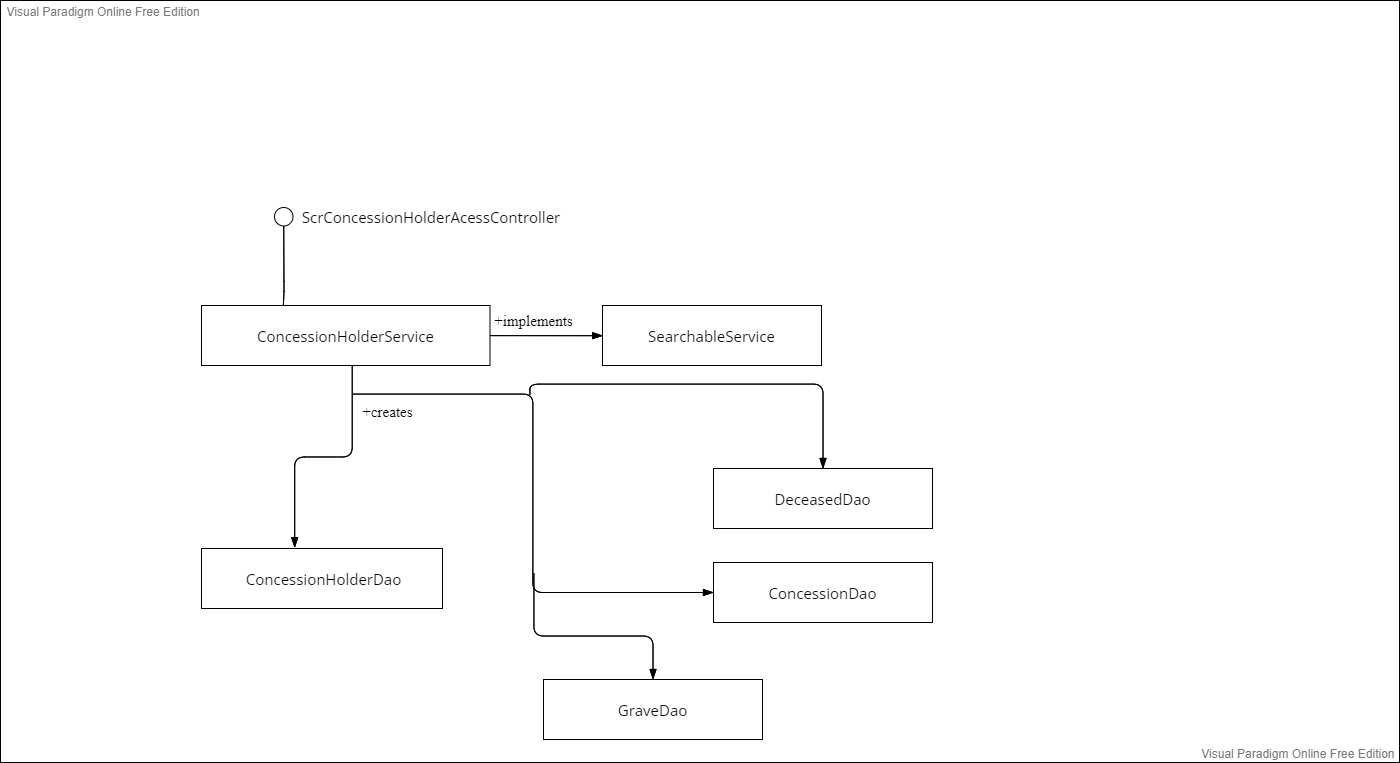 Visual Paradigm Online Free Edition
ScrConcessionHolderAcessController
ConcessionHolderService
+implements
SearchableService
+creates
DeceasedDao
ConcessionHolderDao
ConcessionDao
GraveDao
Visual Paradigm Online Free Edition